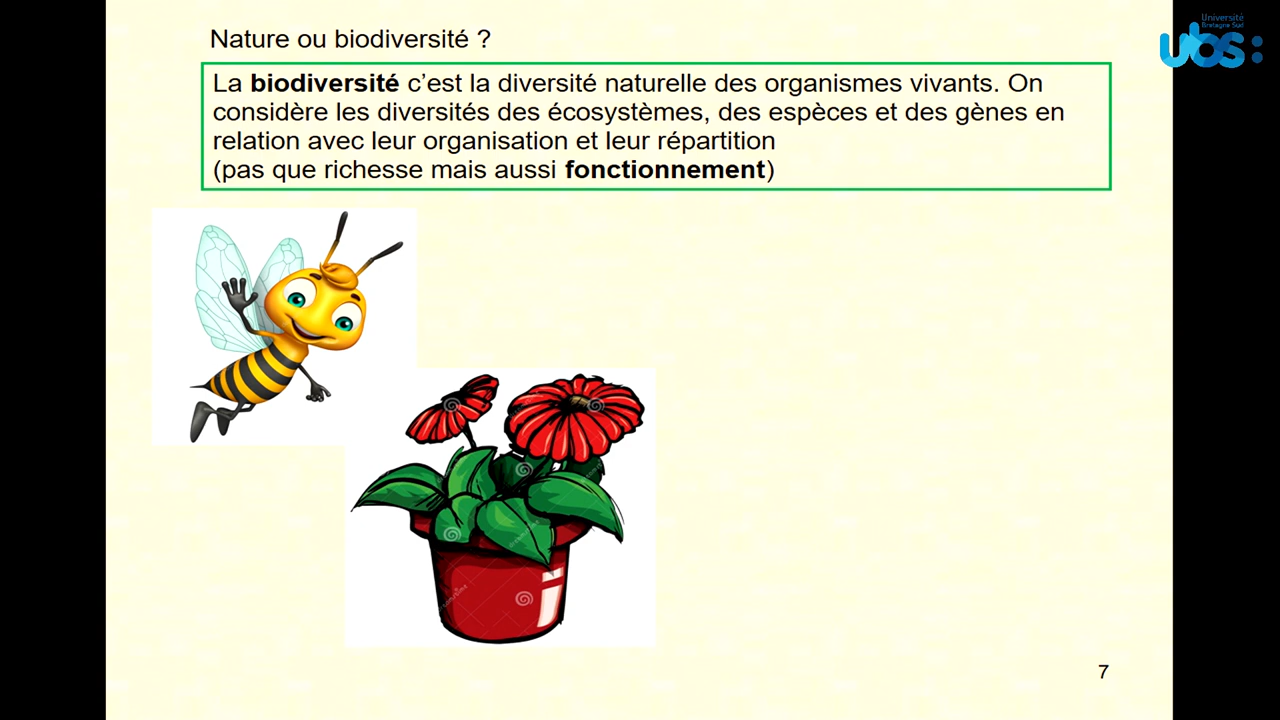 Nature ou biodiversité ?
Université
Bretagne Sud
ubs:
La biodiversité c’est la diversité naturelle des organismes vivants. On
considère les diversités des écosystèmes, des espèces et des gènes en
relation avec leur organisation et leur répartition
(pas que richesse mais aussi fonctionnement)
7